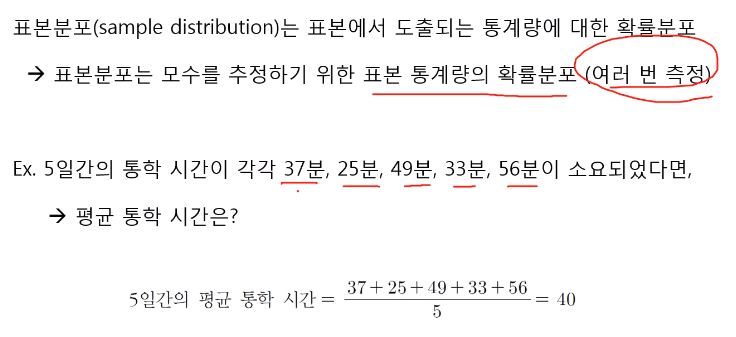 표본분포(sample distribution)는 표본에서 도출되는 통계량에 대한 확률분포
→ 표본분포는 모수를 추정하기 위한 표본 통계량의 확률분포 (여러 번 측정)
Ex. 5일간의 통학 시간이 각각 37분, 25분, 49분, 33분, 56분이 소요되었다면,
→ 평균 통학 시간은?
5일간의 평균 통학 시간 = (37+25+49+33+56)/5 = 40